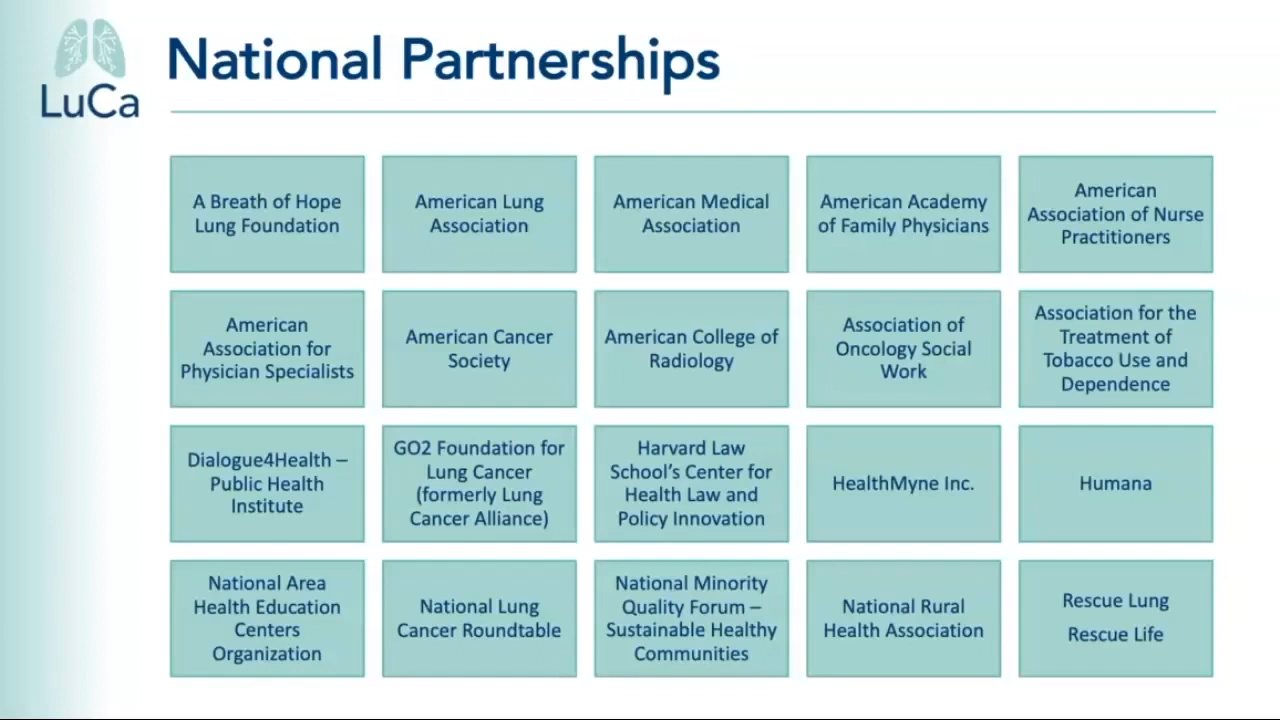 LuCa
National Partnerships
A Breath of Hope
Lung Foundation
American Lung
Association
American Medical
Association
American Academy
of Family Physicians
American
Association of Nurse
Practitioners
American
Association for
Physician Specialists
American Cancer
Society
American College of
Radiology
Association of
Oncology Social
Work
Association for the
Treatment of
Tobacco Use and
Dependence
Dialogue4Health –
Public Health
Institute
GO2 Foundation for
Lung Cancer
(formerly Lung
Cancer Alliance)
Harvard Law
School’s Center for
Health Law and
Policy Innovation
HealthMyne Inc.
Humana
National Area
Health Education
Centers
Organization
National Lung
Cancer Roundtable
National Minority
Quality Forum –
Sustainable Healthy
Communities
National Rural
Health Association
Rescue Lung
Rescue Life